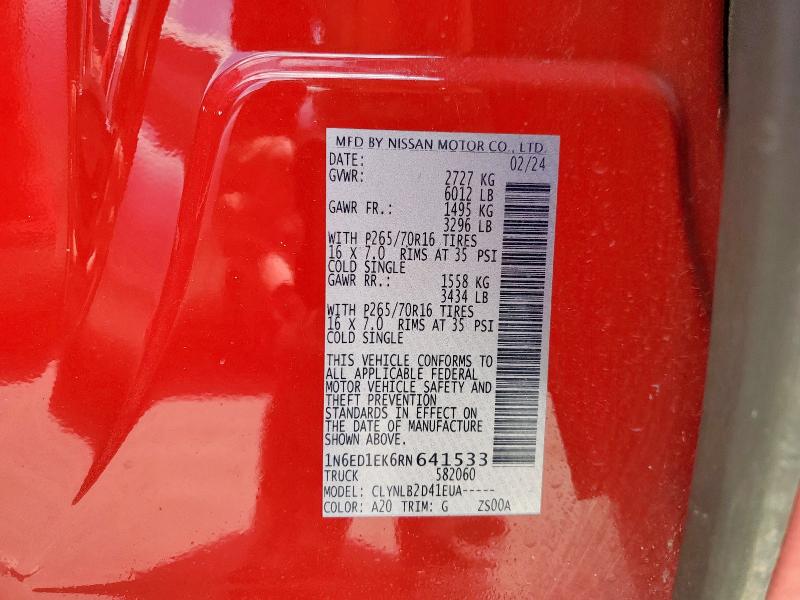 MFD BY NISSAN MOTOR CO., LTD.
DATE: 02/24
GVWR: 2727 KG
6012 LB
GAWR FR.: 1495 KG
3296 LB
WITH P265/70R16 TIRES
16 X 7.0 RIMS AT 35 PSI
COLD SINGLE
GAWR RR.: 1558 KG
3434 LB
WITH P265/70R16 TIRES
16 X 7.0 RIMS AT 35 PSI
COLD SINGLE
THIS VEHICLE CONFORMS TO
ALL APPLICABLE FEDERAL
MOTOR VEHICLE SAFETY AND
THEFT PREVENTION
STANDARDS IN EFFECT ON
THE DATE OF MANUFACTURE
SHOWN ABOVE.
1N6ED1EK6RN641533
TRUCK 582060
MODEL: CLYNLB2D41EUA-----
COLOR: A20 TRIM: G ZS00A